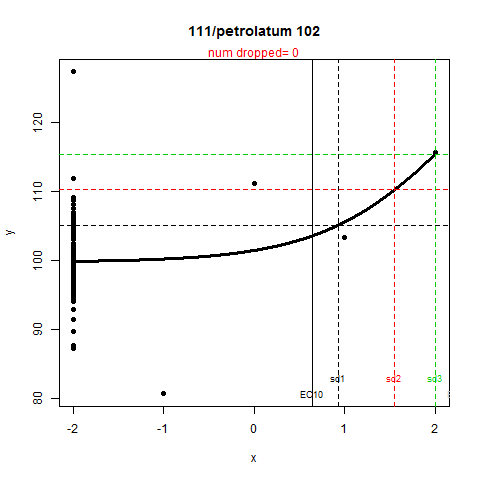 111/petrolatum 102
num dropped= 0
120
110
y
100
90
sd1 sd2 sd3
EC10
80
-2 -1 0 1 2
x